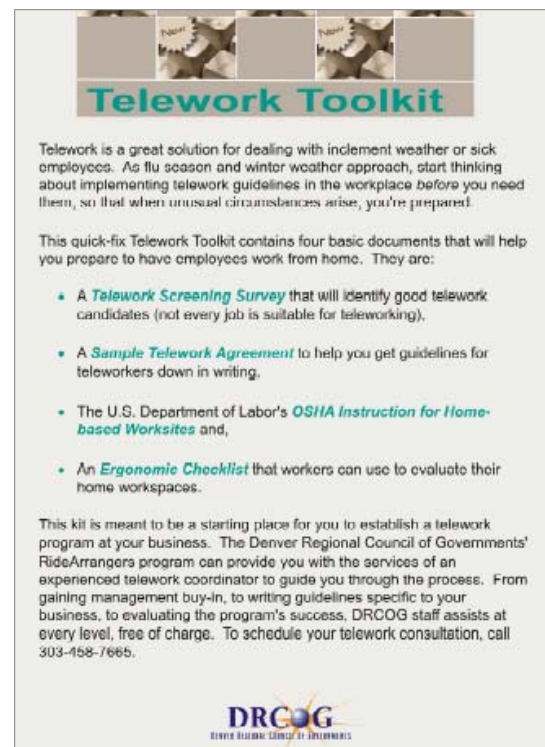 New
New
Telework Toolkit
Telework is a great solution for dealing with inclement weather or sick
employees. As flu season and winter weather approach, start thinking
about implementing telework guidelines in the workplace before you need
them, so that when unusual circumstances arise, you're prepared.
This quick-fix Telework Toolkit contains four basic documents that will help
you prepare to have employees work from home. They are:
• A Telework Screening Survey that will identify good telework
candidates (not every job is suitable for teleworking),
• A Sample Telework Agreement to help you get guidelines for
teleworkers down in writing.
• The U.S. Department of Labor's OSHA Instruction for Home-
based Worksites and,
• An Ergonomic Checklist that workers can use to evaluate their
home workspaces.
This kit is meant to be a starting place for you to establish a telework
program at your business. The Denver Regional Council of Governments'
RideArrangers program can provide you with the services of an
experienced telework coordinator to guide you through the process. From
gaining management buy-in, to writing guidelines specific to your
business, to evaluating the program's success, DRCOG staff assists at
every level, free of charge. To schedule your telework consultation, call
303-458-7665.
DRCOG
DENVER REGIONAL COUNCIL OF GOVERNMENTS